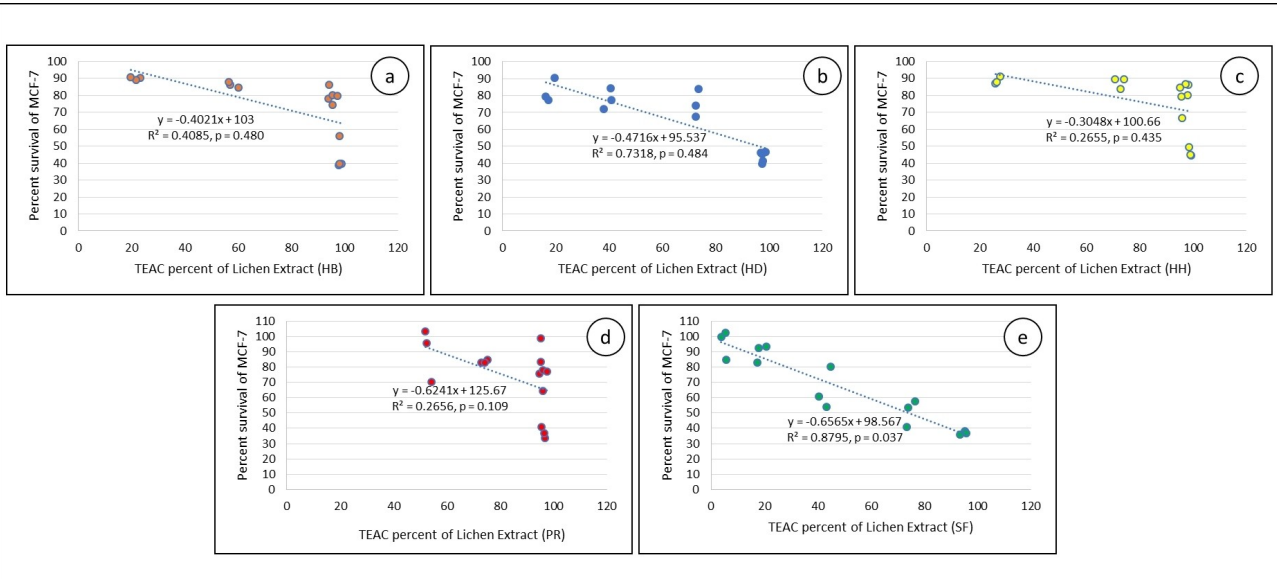 a
Percent survival of MCF-7
100
90
80
70
60
50
40
30
20
10
0
y = -0.4021x + 103
R² = 0.4085, p = 0.480
0 20 40 60 80 100 120
TEAC percent of Lichen Extract (HB)
b
Percent survival of MCF-7
100
90
80
70
60
50
40
30
20
10
0
y = -0.4716x + 95.537
R² = 0.7318, p = 0.484
0 20 40 60 80 100 120
TEAC percent of Lichen Extract (HD)
c
Percent survival of MCF-7
100
90
80
70
60
50
40
30
20
10
0
y = -0.3048x + 100.66
R² = 0.2655, p = 0.435
0 20 40 60 80 100 120
TEAC percent of Lichen Extract (HH)
d
Percent survival of MCF-7
110
100
90
80
70
60
50
40
30
20
10
0
y = -0.6241x + 125.67
R² = 0.2656, p = 0.109
0 20 40 60 80 100 120
TEAC percent of Lichen Extract (PR)
e
Percent survival of MCF-7
110
100
90
80
70
60
50
40
30
20
10
0
y = -0.6565x + 98.567
R² = 0.8795, p = 0.037
0 20 40 60 80 100 120
TEAC percent of Lichen Extract (SF)